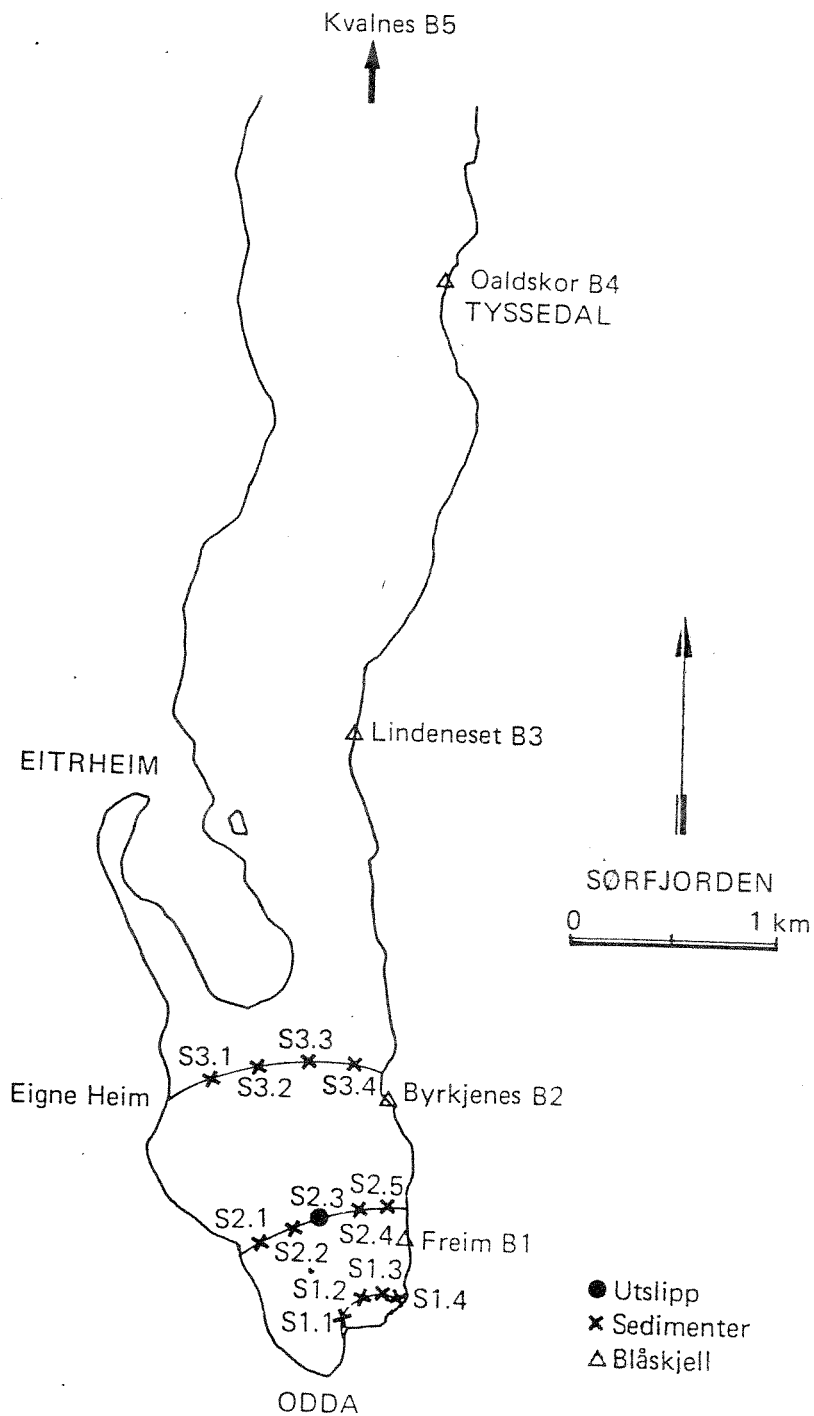 Kvalnes B5
Oaldskor B4
TYSSEDAL
Lindeneset B3
EITRHEIM
SØRFJORDEN
0 1 km
S3.3
S3.1
S3.2
S3.4
Eigne Heim
Byrkjenes B2
S2.3
S2.5
S2.1
S2.4
S2.2
Freim B1
S1.3
S1.2
S1.4
S1.1
Utslipp
Sedimenter
Blåskjell
ODDA